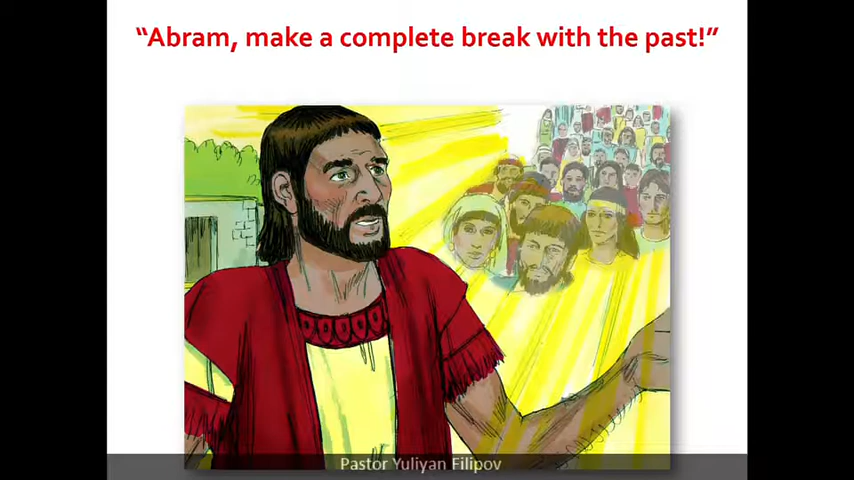 “Abram, make a complete break with the past!”
Pastor Yuliyan Filipov